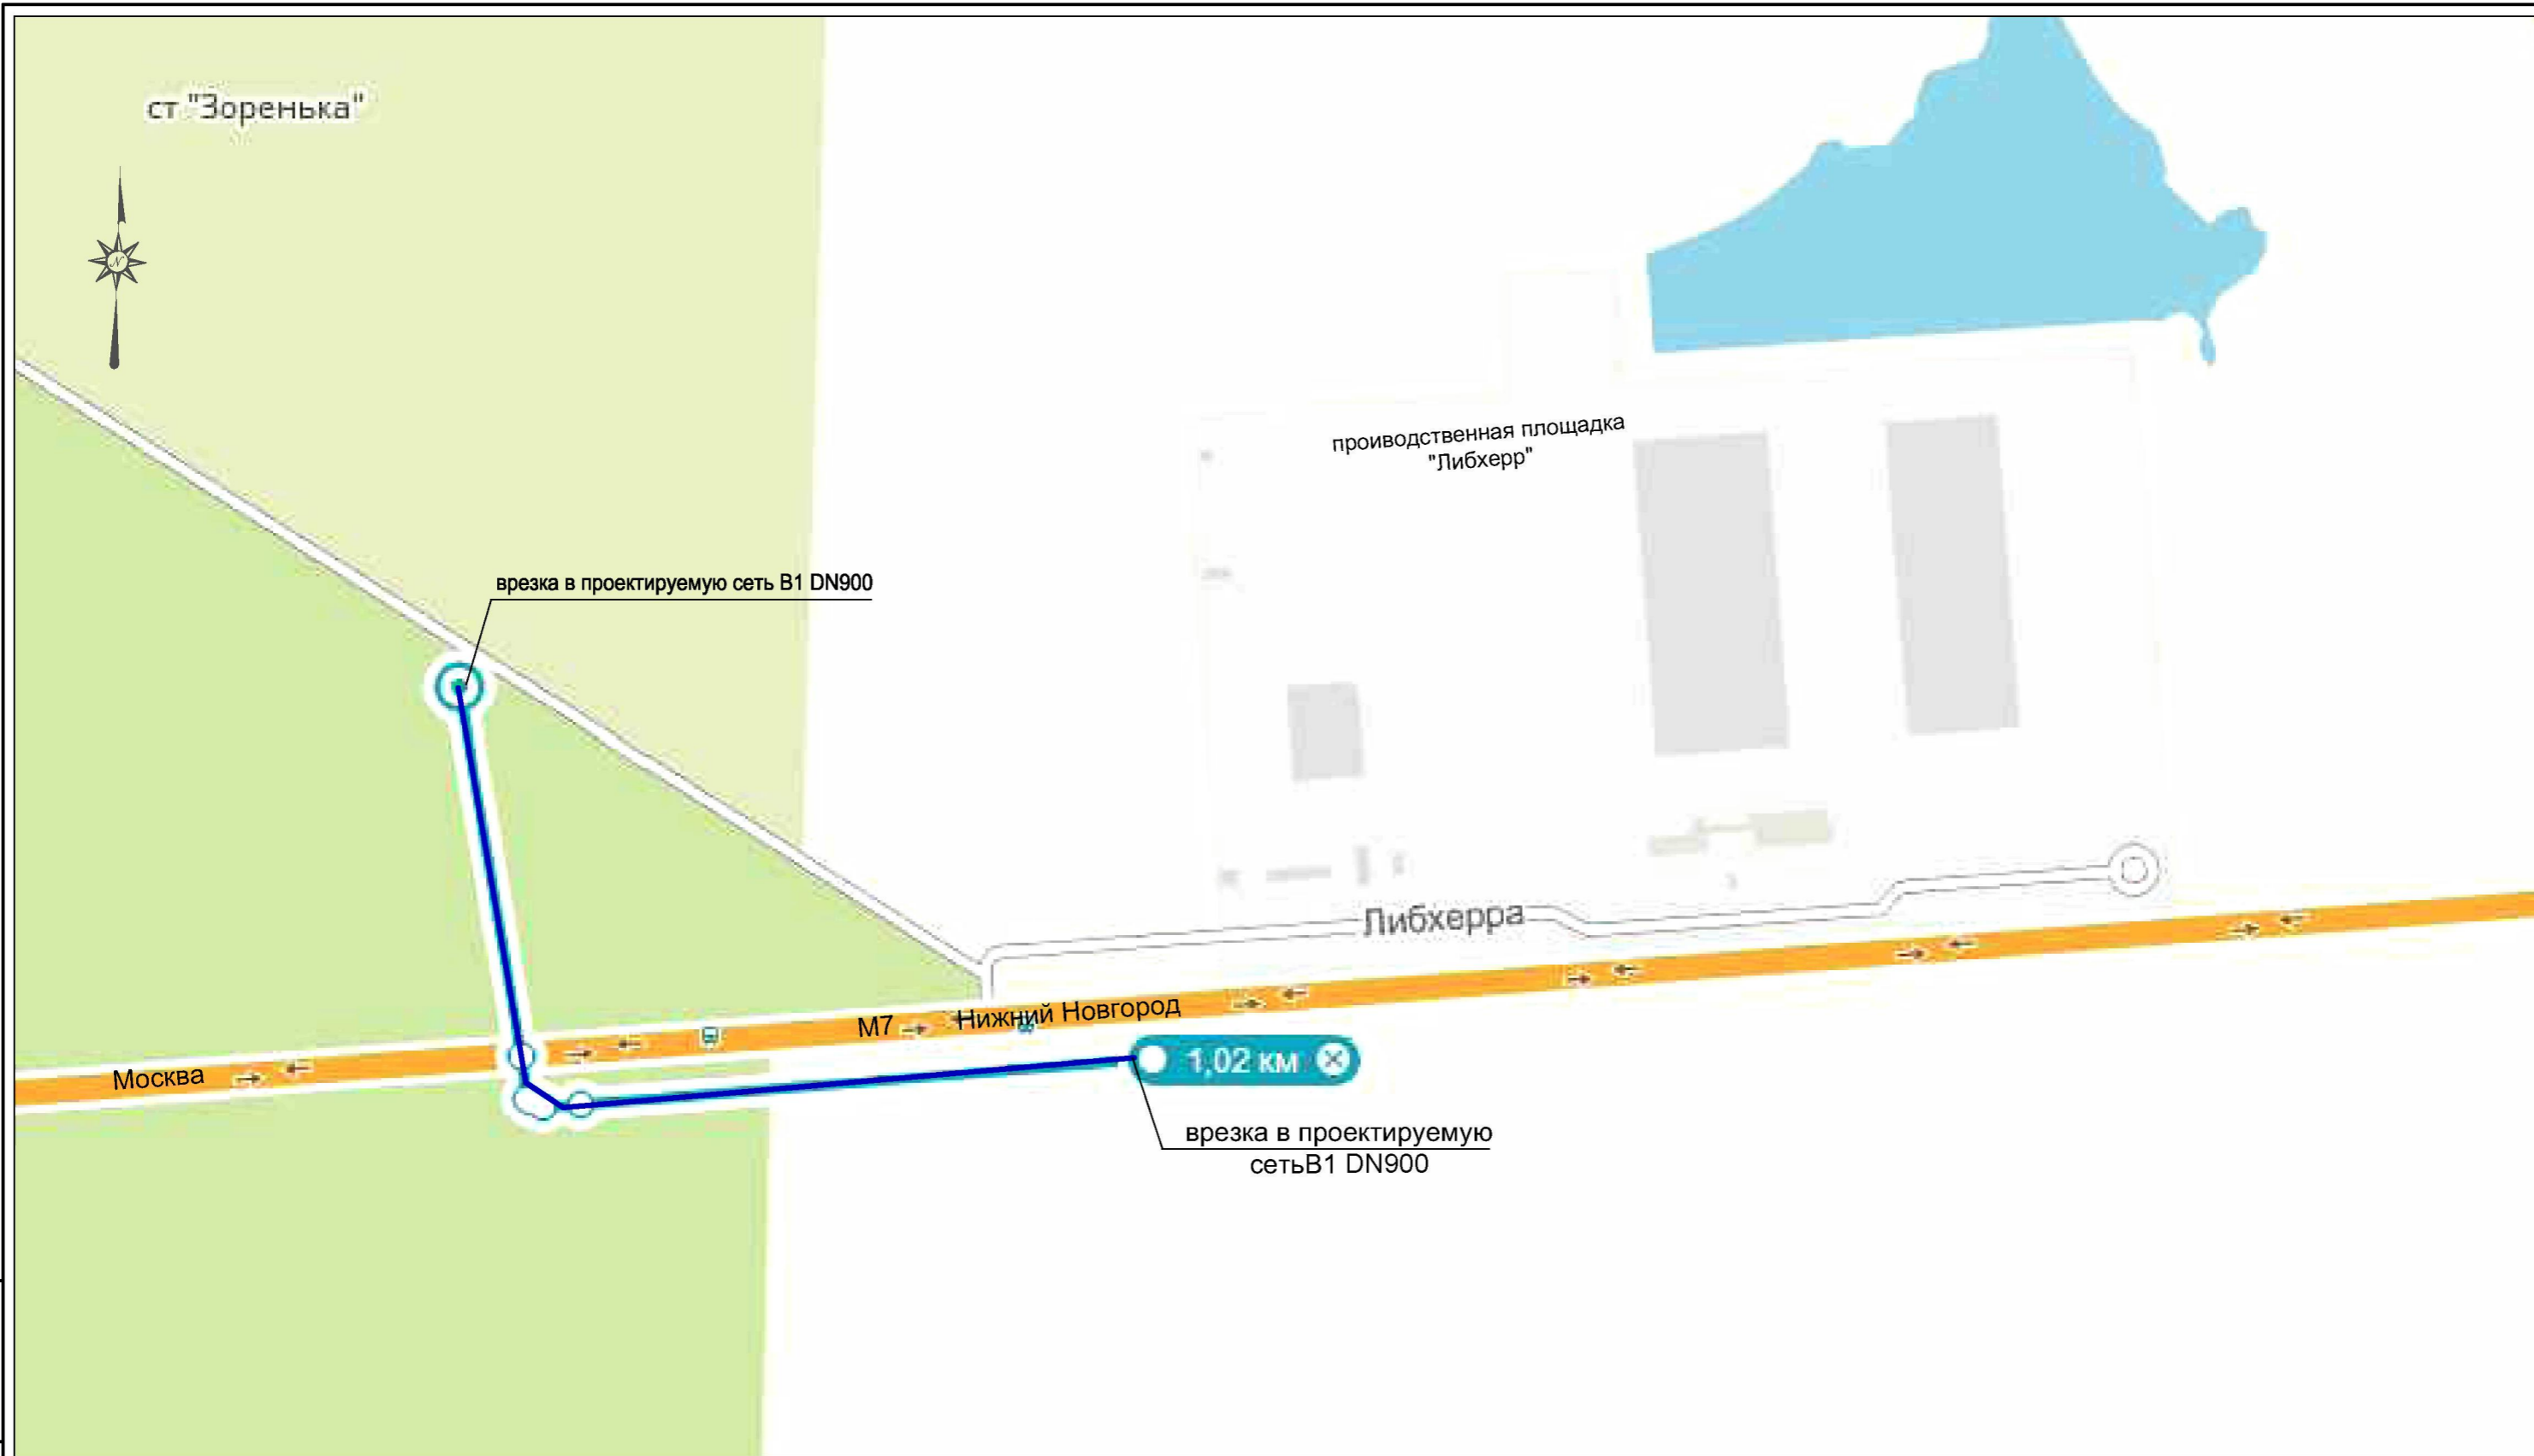 ст "Зоренька"
N
проиводственная площадка
"Либхерр"
врезка в проектируемую сеть В1 DN900
Либхерра
М7
Нижний Новгород
Москва
1,02 км
врезка в проектируемую
сетьВ1 DN900